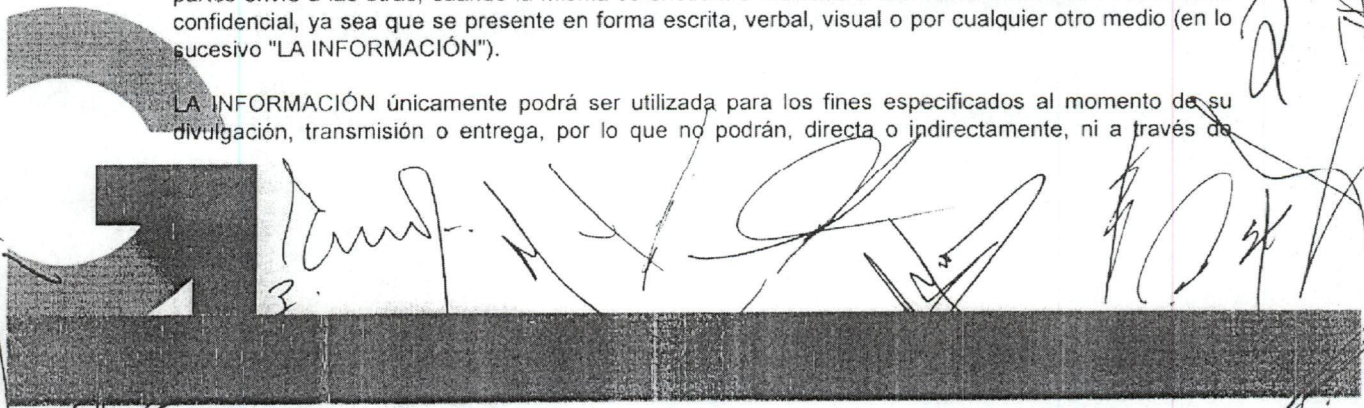 confidencial, ya sea que se presente en forma escrita, verbal, visual o por cualquier otro medio (en lo
sucesivo "LA INFORMACIÓN").
LA INFORMACIÓN únicamente podrá ser utilizada para los fines especificados al momento de su
divulgación, transmisión o entrega, por lo que no podrán, directa o indirectamente, ni a través de